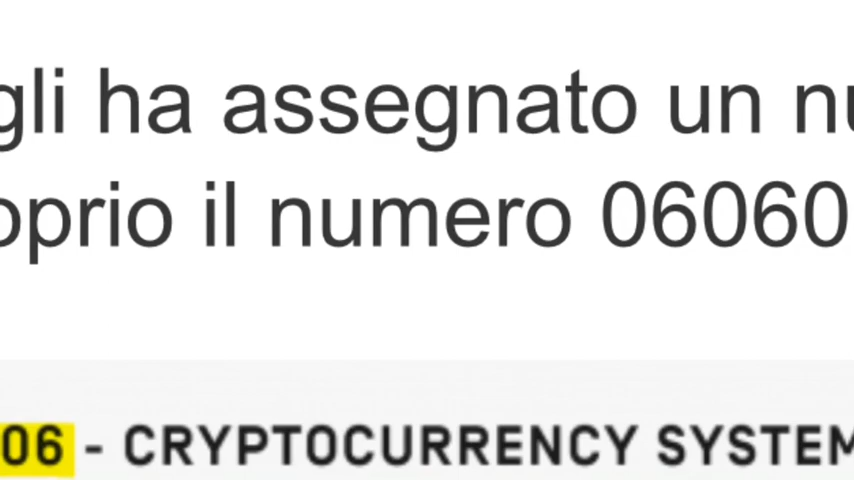 gli ha assegnato un nu
oprio il numero 06060
06 - CRYPTOCURRENCY SYSTEM